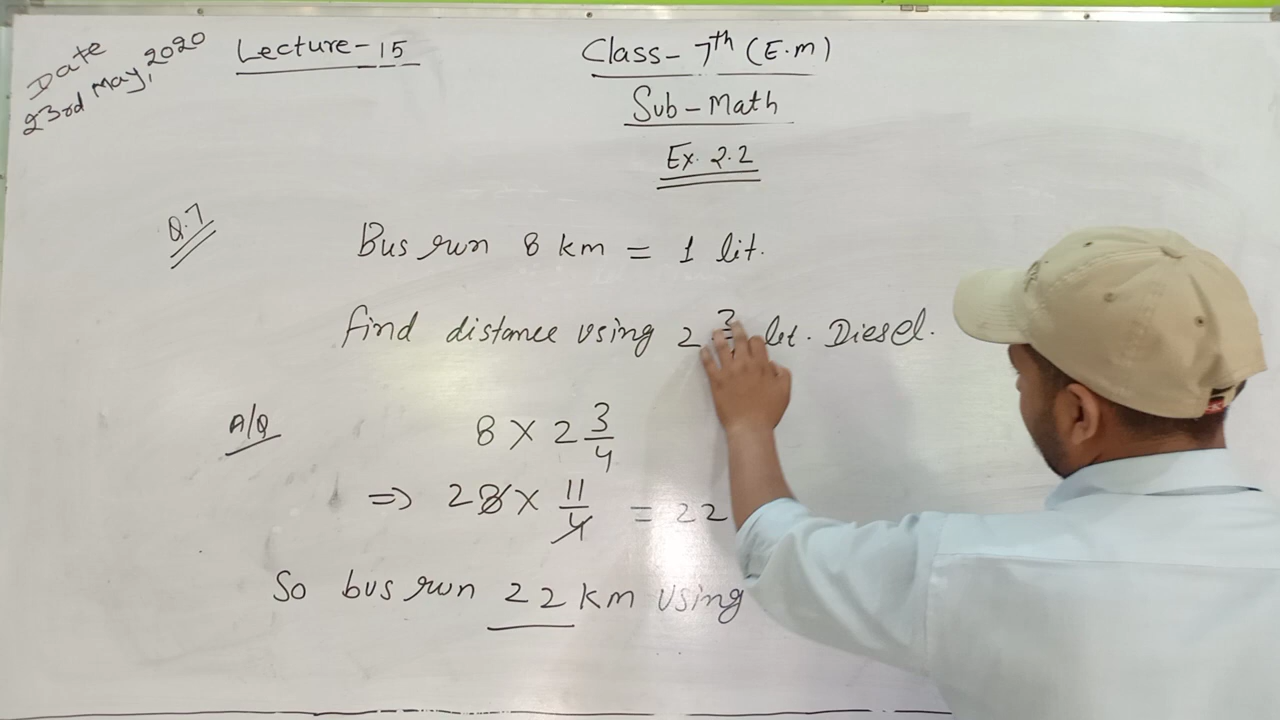 Date
23rd May, 2020
Lecture-15
Class- 7th (E.m)
Sub-Math
Ex. 2.2
Q.7
Bus run 8 km = 1 lit.
find distance using 2 3 lit. Diesel.
A/Q
8 × 2 3/4
=> 2 8 × 11/4 = 22
So bus run 22 km using